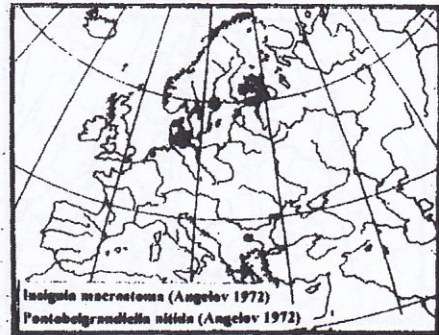 Insignia macrostoma (Angelov 1972)
Pontobelgrandiella nitida (Angelov 1972)